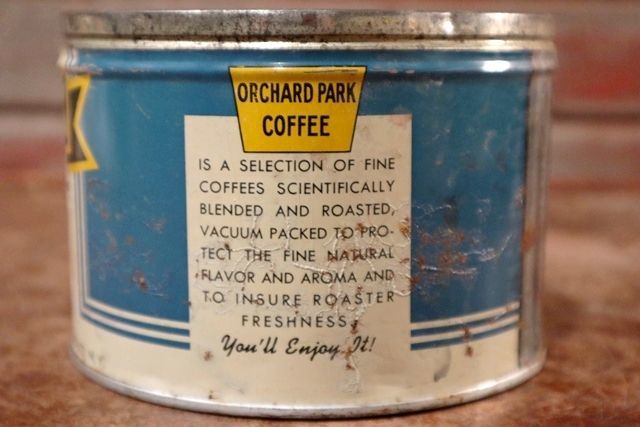 ORCHARD PARK
COFFEE
IS A SELECTION OF FINE
COFFEES SCIENTIFICALLY
BLENDED AND ROASTED,
VACUUM PACKED TO PRO-
TECT THE FINE NATURAL
FLAVOR AND AROMA AND
TO INSURE ROASTER
FRESHNESS.
You'll Enjoy It!